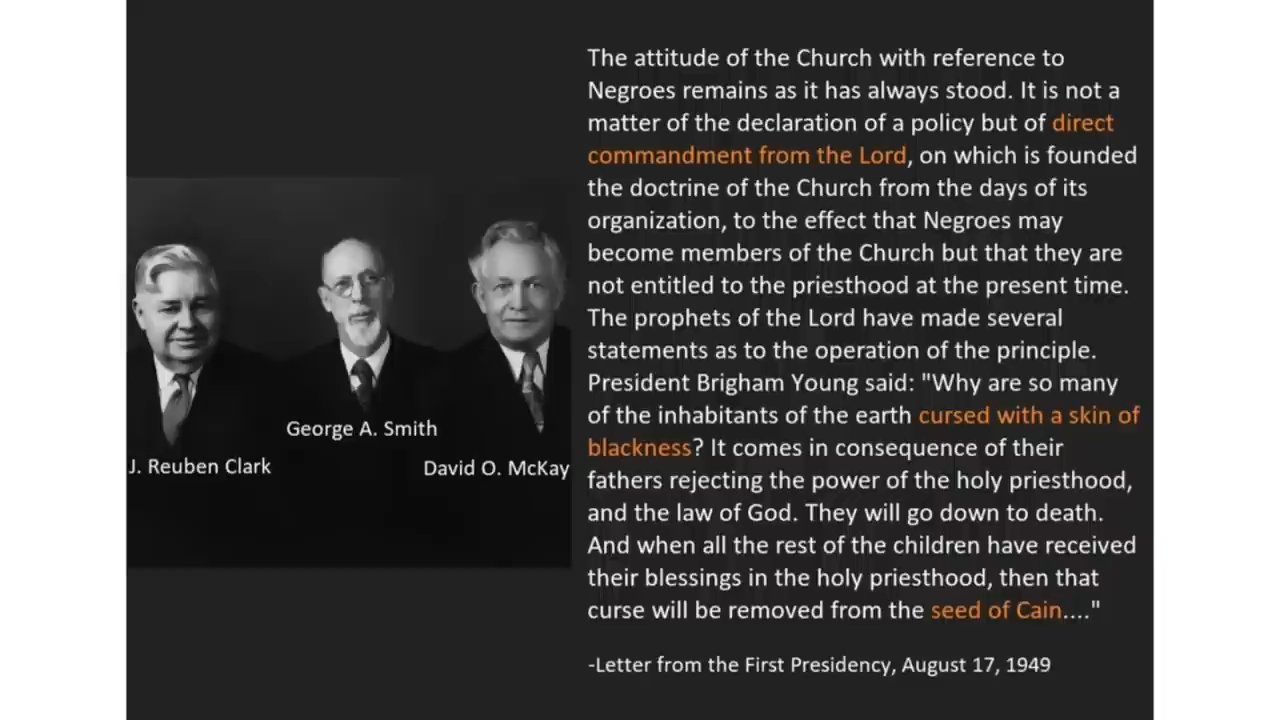 The attitude of the Church with reference to
Negroes remains as it has always stood. It is not a
matter of the declaration of a policy but of direct
commandment from the Lord, on which is founded
the doctrine of the Church from the days of its
organization, to the effect that Negroes may
become members of the Church but that they are
not entitled to the priesthood at the present time.
The prophets of the Lord have made several
statements as to the operation of the principle.
President Brigham Young said: "Why are so many
of the inhabitants of the earth cursed with a skin of
blackness? It comes in consequence of their
fathers rejecting the power of the holy priesthood,
and the law of God. They will go down to death.
And when all the rest of the children have received
their blessings in the holy priesthood, then that
curse will be removed from the seed of Cain...."
-Letter from the First Presidency, August 17, 1949
George A. Smith
J. Reuben Clark
David O. McKay